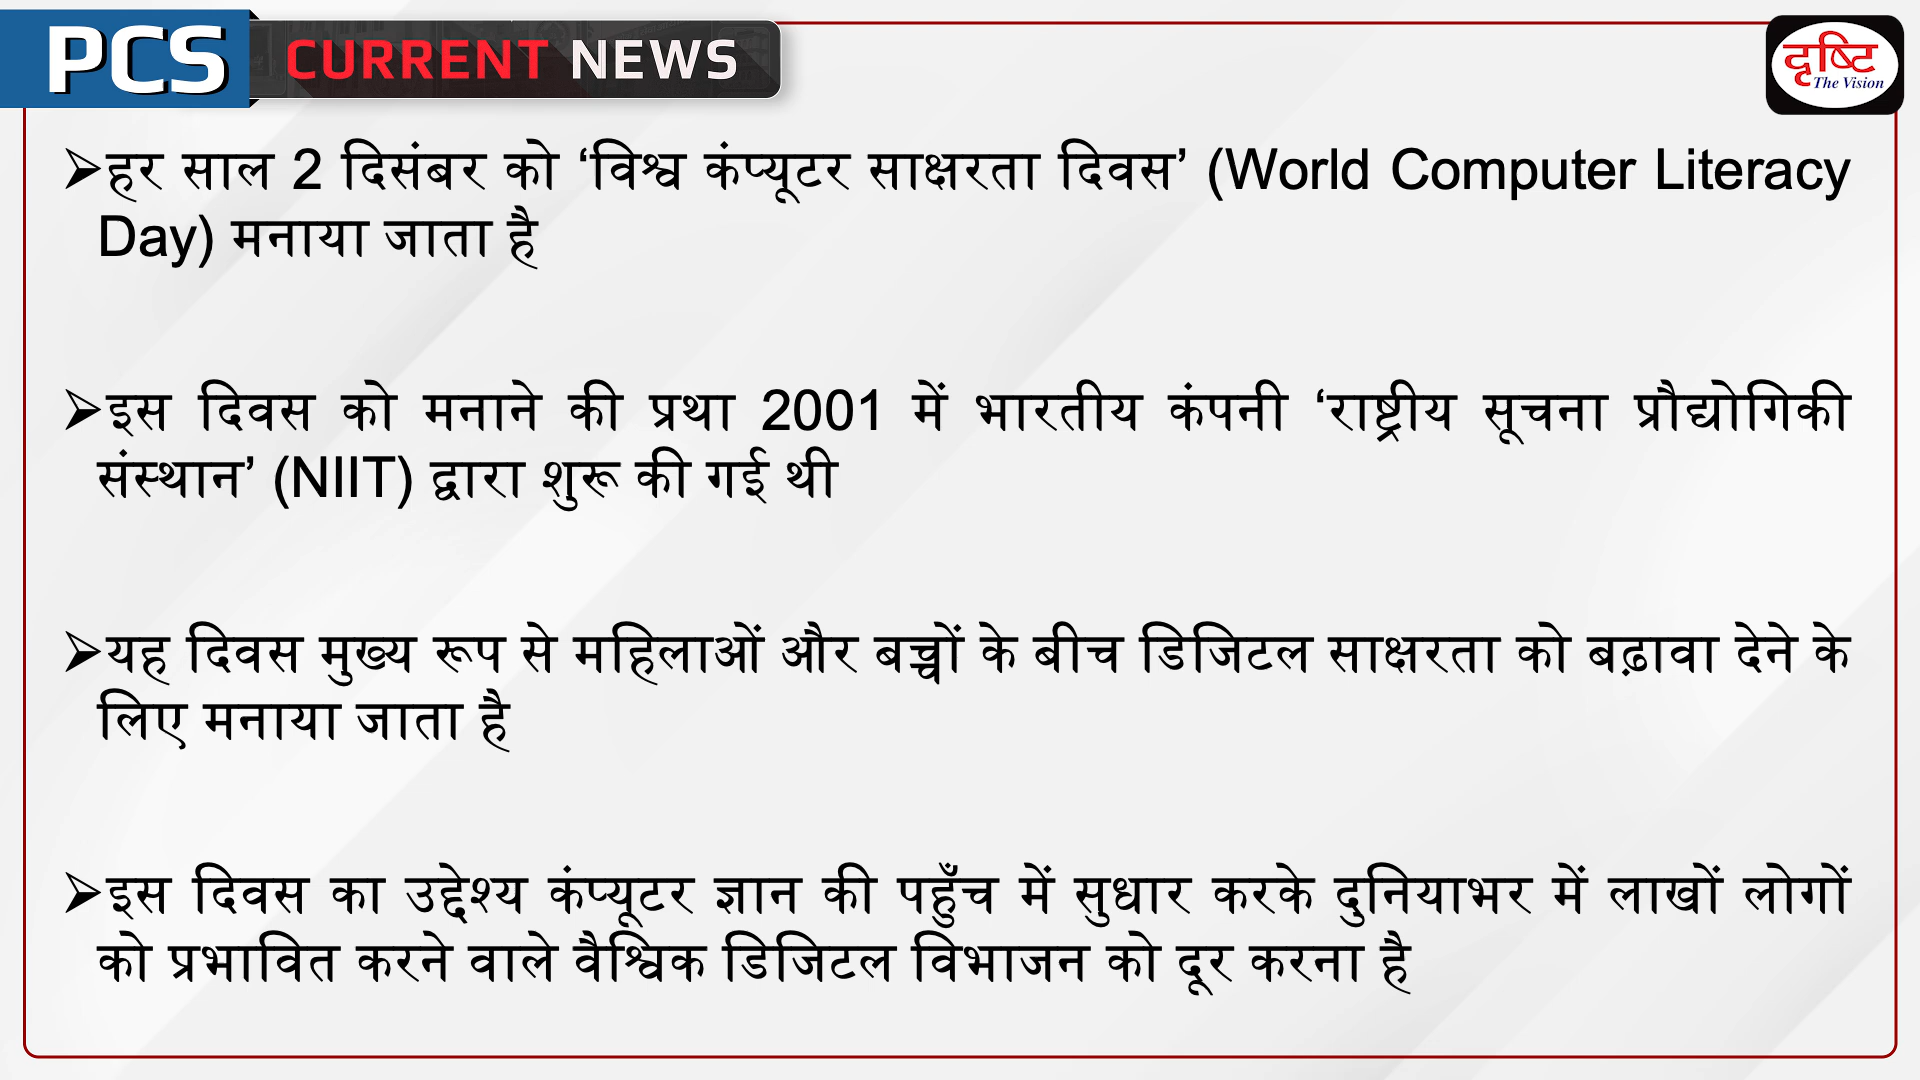 PCS CURRENT NEWS
दृष्टि
The Vision
➢हर साल 2 दिसंबर को ‘विश्व कंप्यूटर साक्षरता दिवस’ (World Computer Literacy
Day) मनाया जाता है
➢इस दिवस को मनाने की प्रथा 2001 में भारतीय कंपनी ‘राष्ट्रीय सूचना प्रौद्योगिकी
संस्थान’ (NIIT) द्वारा शुरू की गई थी
➢यह दिवस मुख्य रूप से महिलाओं और बच्चों के बीच डिजिटल साक्षरता को बढ़ावा देने के
लिए मनाया जाता है
➢इस दिवस का उद्देश्य कंप्यूटर ज्ञान की पहुँच में सुधार करके दुनियाभर में लाखों लोगों
को प्रभावित करने वाले वैश्विक डिजिटल विभाजन को दूर करना है